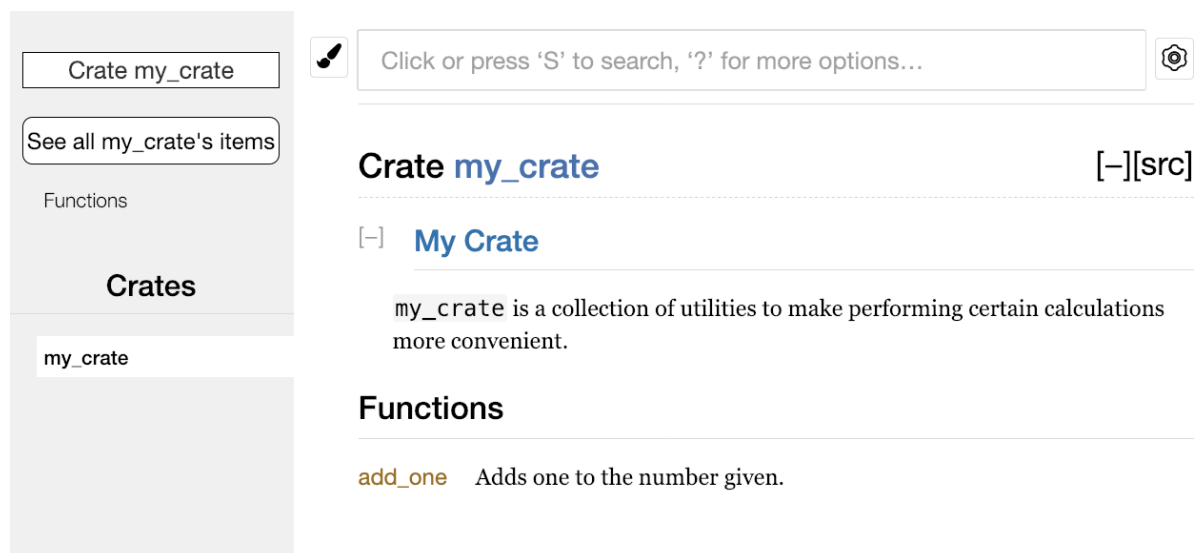 Crate my_crate
See all my_crate's items
Functions
Crates
my_crate
Click or press ‘S’ to search, ‘?’ for more options…
Crate my_crate
[−][src]
[−] My Crate
my_crate is a collection of utilities to make performing certain calculations
more convenient.
Functions
add_one Adds one to the number given.